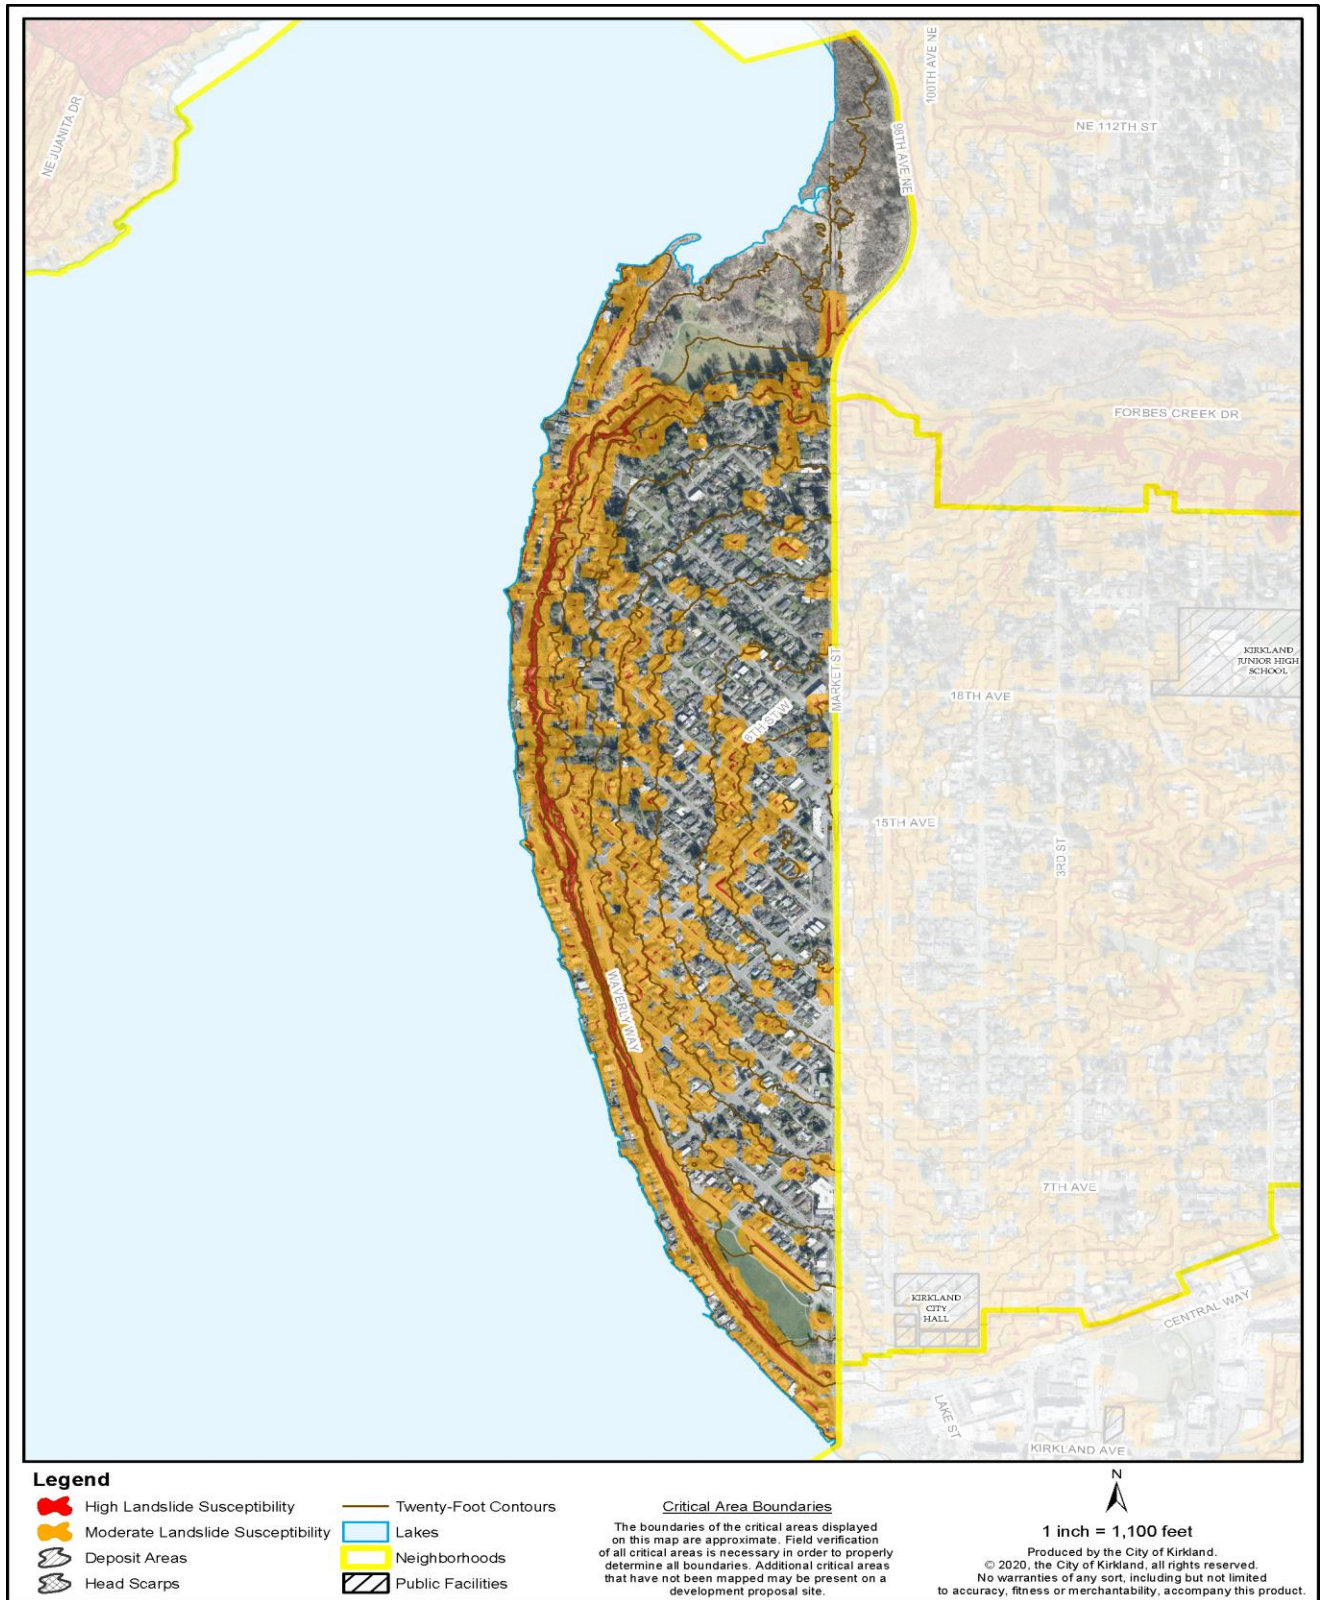 100TH AVE NE
NE JUANITA DR
NE 112TH ST
98TH AVE NE
FORBES CREEK DR
KIRKLAND
JUNIOR HIGH
SCHOOL
MARKET ST
18TH AVE
6TH ST W
15TH AVE
3RD ST
WAVERLY WAY
7TH AVE
KIRKLAND
CITY
HALL
CENTRAL WAY
LAKE ST
KIRKLAND AVE
Legend
High Landslide Susceptibility
Moderate Landslide Susceptibility
Deposit Areas
Head Scarps
Twenty-Foot Contours
Lakes
Neighborhoods
Public Facilities
Critical Area Boundaries
The boundaries of the critical areas displayed
on this map are approximate. Field verification
of all critical areas is necessary in order to properly
determine all boundaries. Additional critical areas
that have not been mapped may be present on a
development proposal site.
N
1 inch = 1,100 feet
Produced by the City of Kirkland.
© 2020, the City of Kirkland, all rights reserved.
No warranties of any sort, including but not limited
to accuracy, fitness or merchantability, accompany this product.